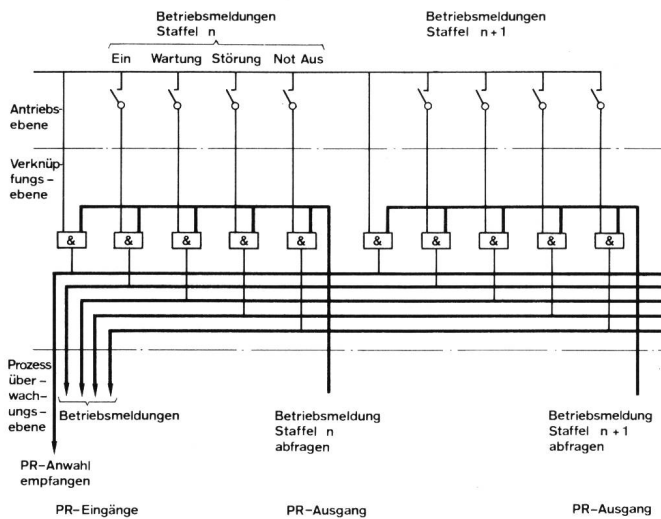 Betriebsmeldungen
Staffel n
Betriebsmeldungen
Staffel n+1
Ein Wartung Störung Not Aus
Antriebs-
ebene
Verknüp-
fungs-
ebene
& & & & & & & & & &
Prozess
über-
wach-
ungs-
ebene
Betriebsmeldungen
Betriebsmeldung
Staffel n
abfragen
Betriebsmeldung
Staffel n+1
abfragen
PR-Anwahl
empfangen
PR-Eingänge PR-Ausgang PR-Ausgang